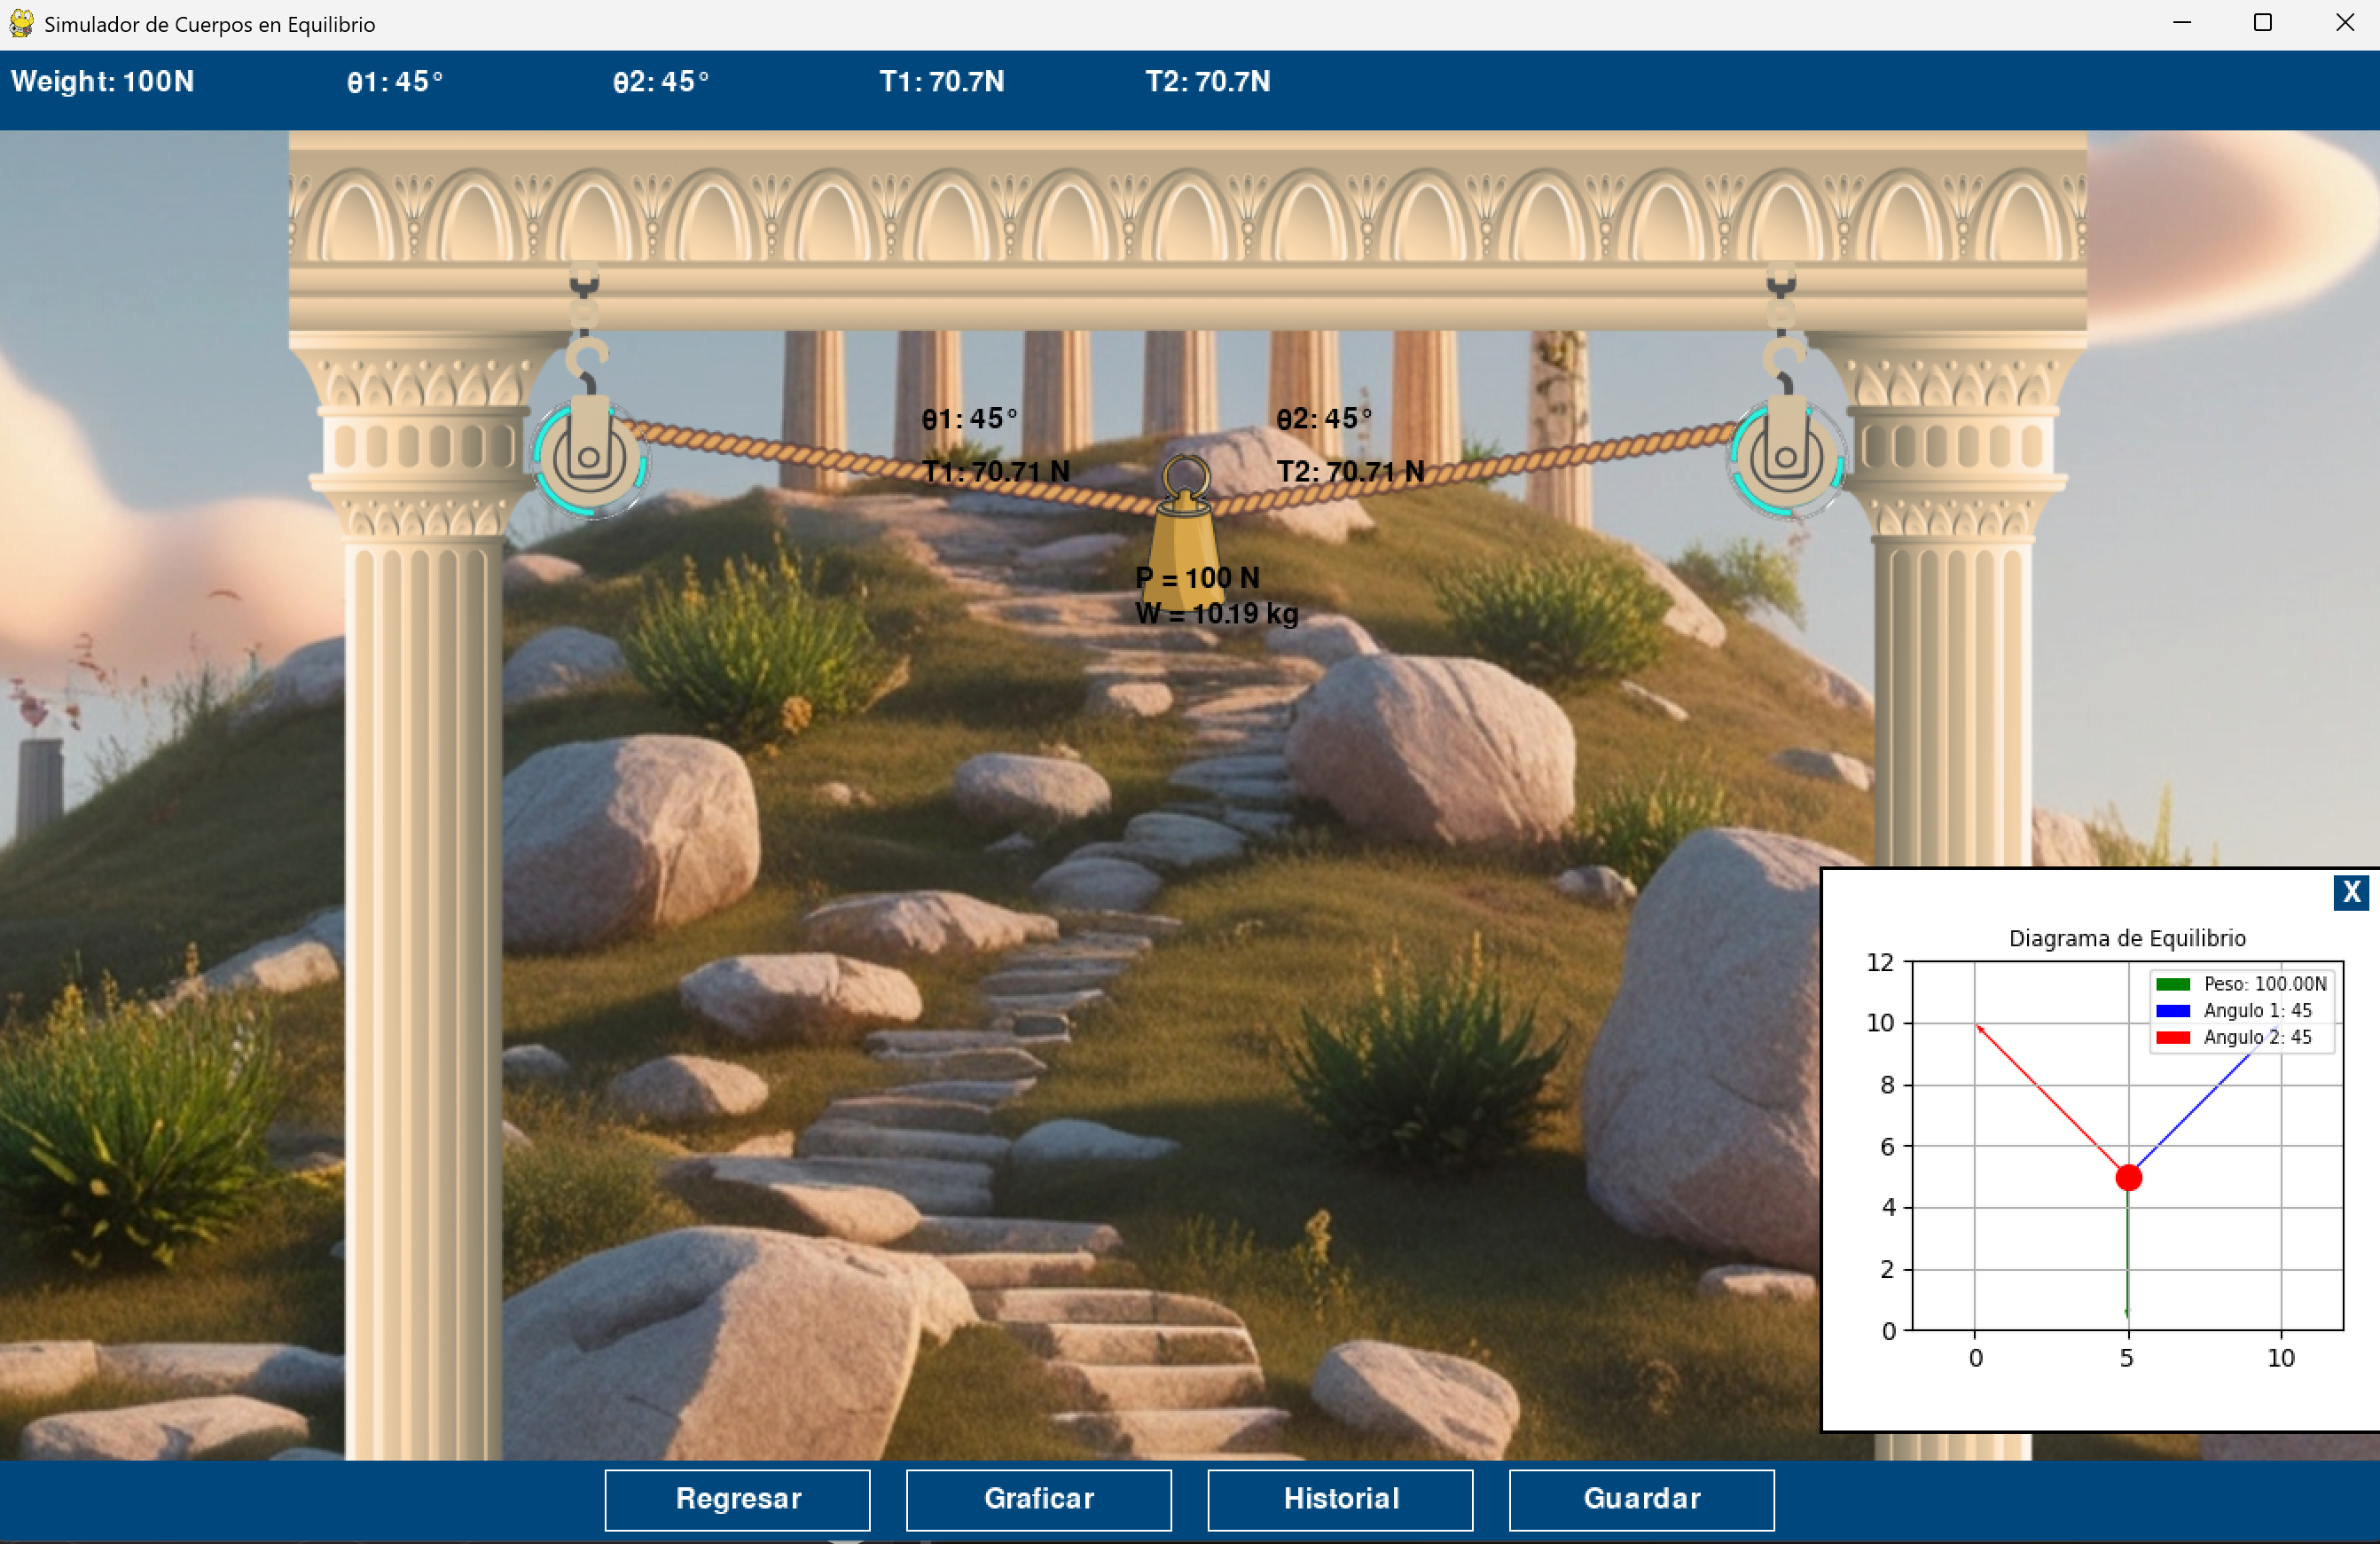 Simulador de Cuerpos en Equilibrio
Weight: 100N θ1: 45° θ2: 45° T1: 70.7N T2: 70.7N
θ1: 45° θ2: 45°
T1: 70.71 N T2: 70.71 N
P = 100 N
W = 10.19 kg
X
Diagrama de Equilibrio
Peso: 100.00N
Angulo 1: 45
Angulo 2: 45
12
10
8
6
4
2
0
0 5 10
Regresar Graficar Historial Guardar